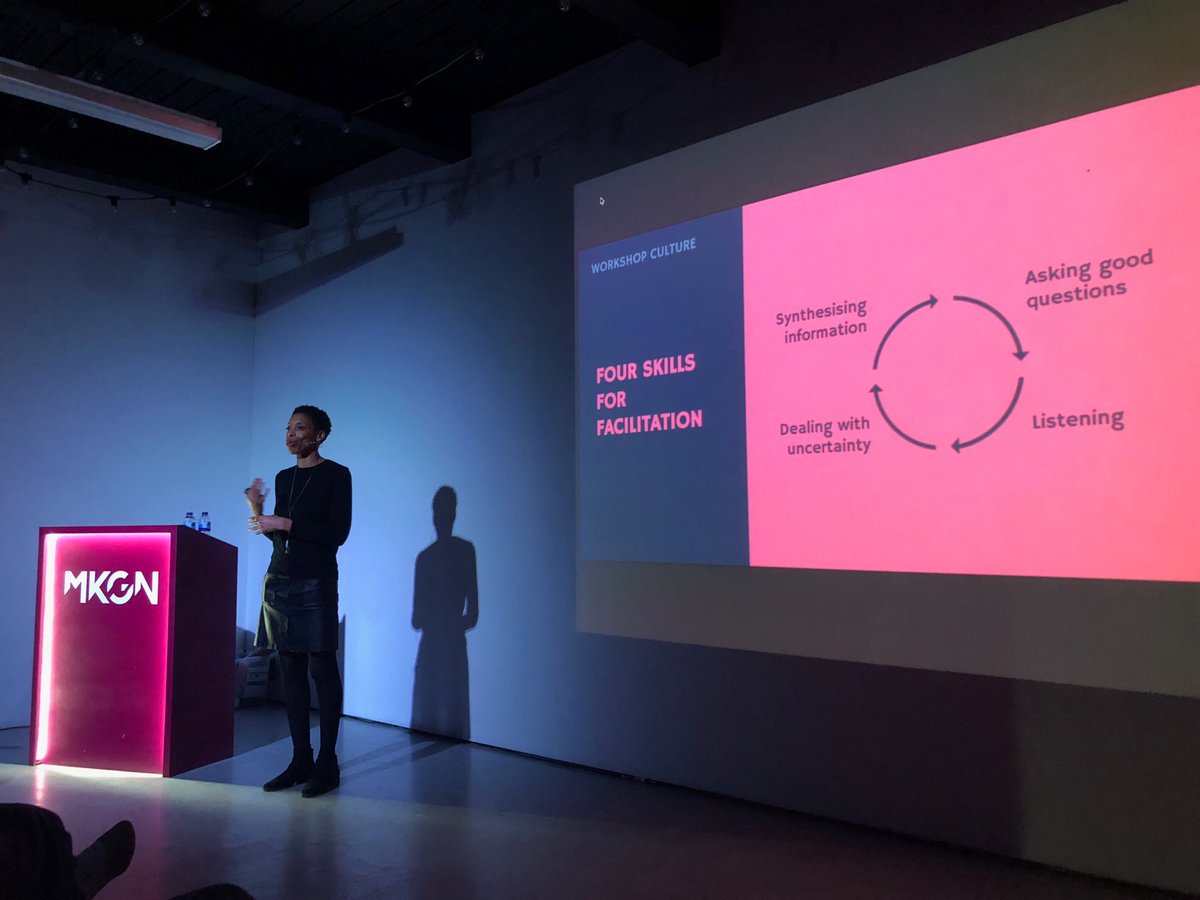 MKGN
WORKSHOP CULTURE
FOUR SKILLS
FOR
FACILITATION
Synthesising
information
Asking good
questions
Dealing with
uncertainty
Listening